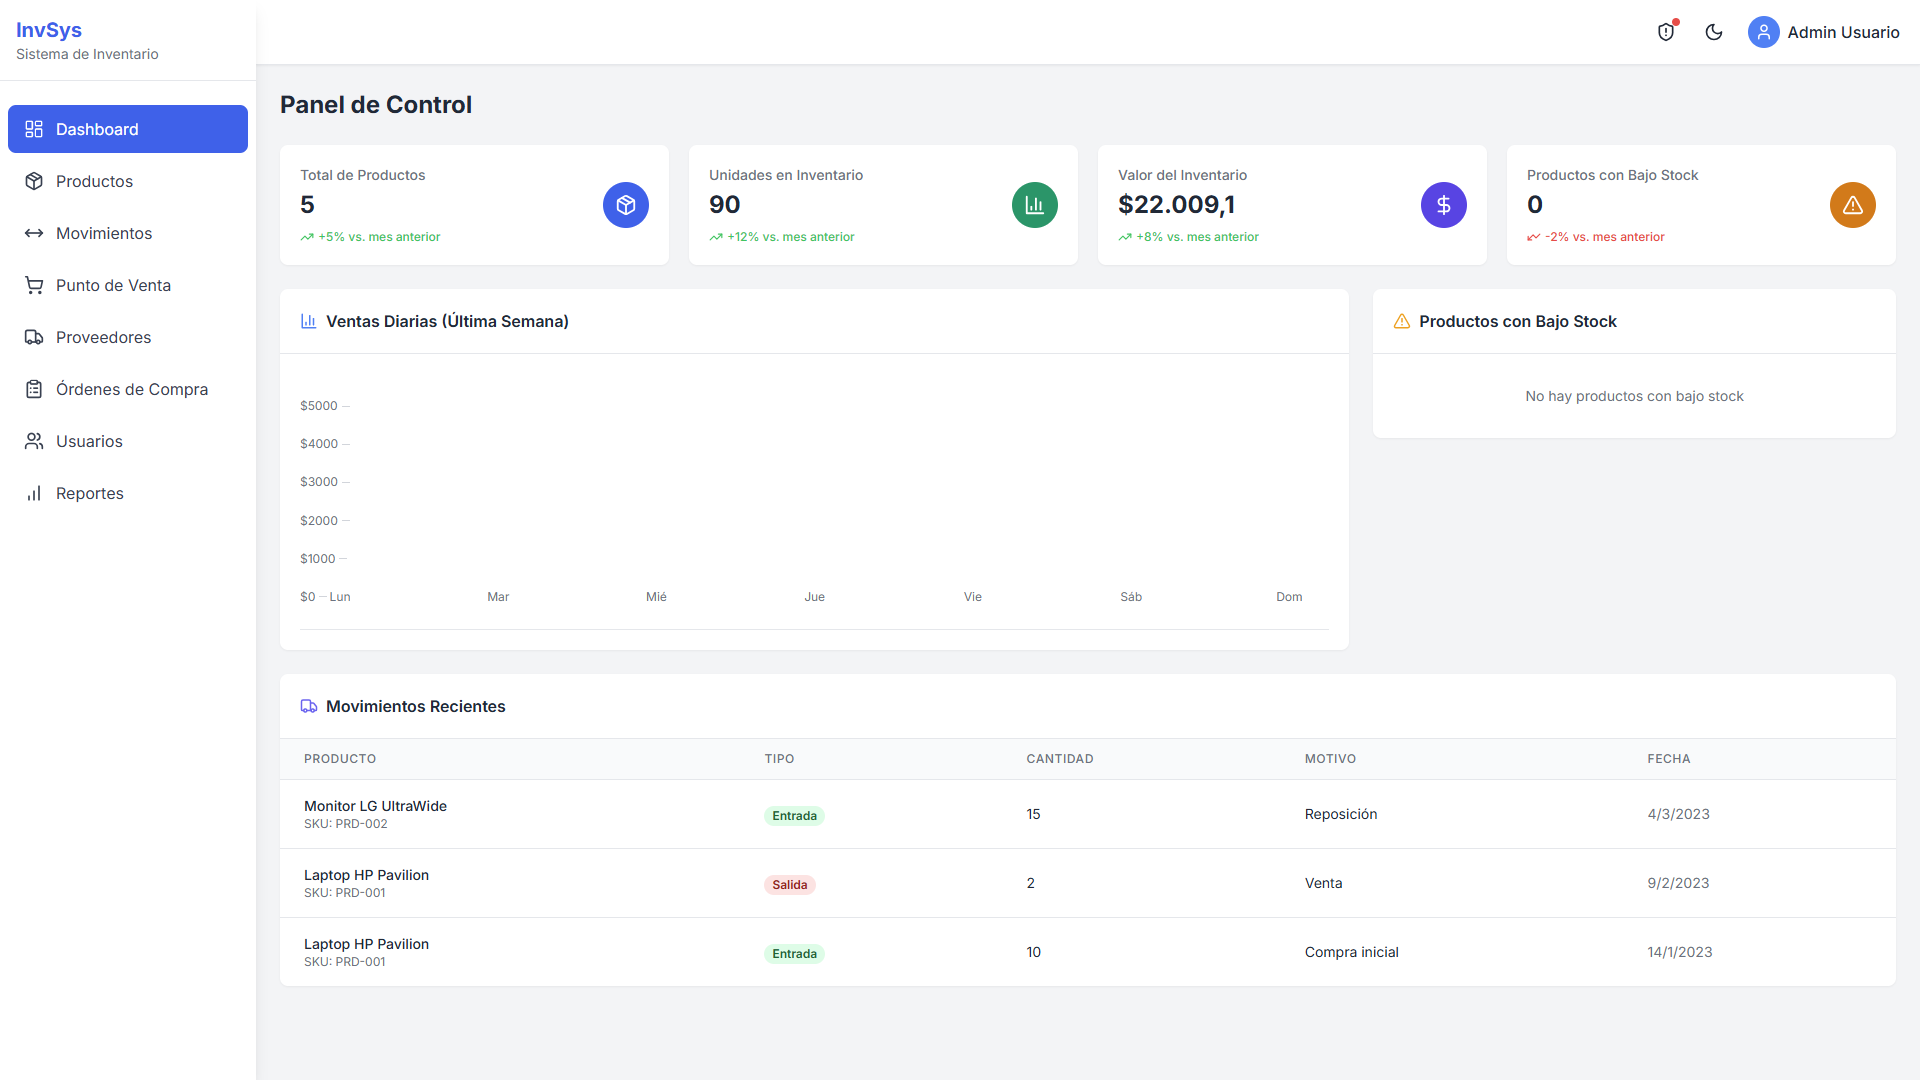 InvSys
Sistema de Inventario
Admin Usuario
Dashboard
Productos
Movimientos
Punto de Venta
Proveedores
Órdenes de Compra
Usuarios
Reportes
Panel de Control
Total de Productos
5
+5% vs. mes anterior
Unidades en Inventario
90
+12% vs. mes anterior
Valor del Inventario
$22.009,1
+8% vs. mes anterior
Productos con Bajo Stock
0
-2% vs. mes anterior
Ventas Diarias (Última Semana)
$5000
$4000
$3000
$2000
$1000
$0
Lun Mar Mié Jue Vie Sáb Dom
Productos con Bajo Stock
No hay productos con bajo stock
Movimientos Recientes
PRODUCTO TIPO CANTIDAD MOTIVO FECHA
Monitor LG UltraWide
SKU: PRD-002
Entrada 15 Reposición 4/3/2023
Laptop HP Pavilion
SKU: PRD-001
Salida 2 Venta 9/2/2023
Laptop HP Pavilion
SKU: PRD-001
Entrada 10 Compra inicial 14/1/2023